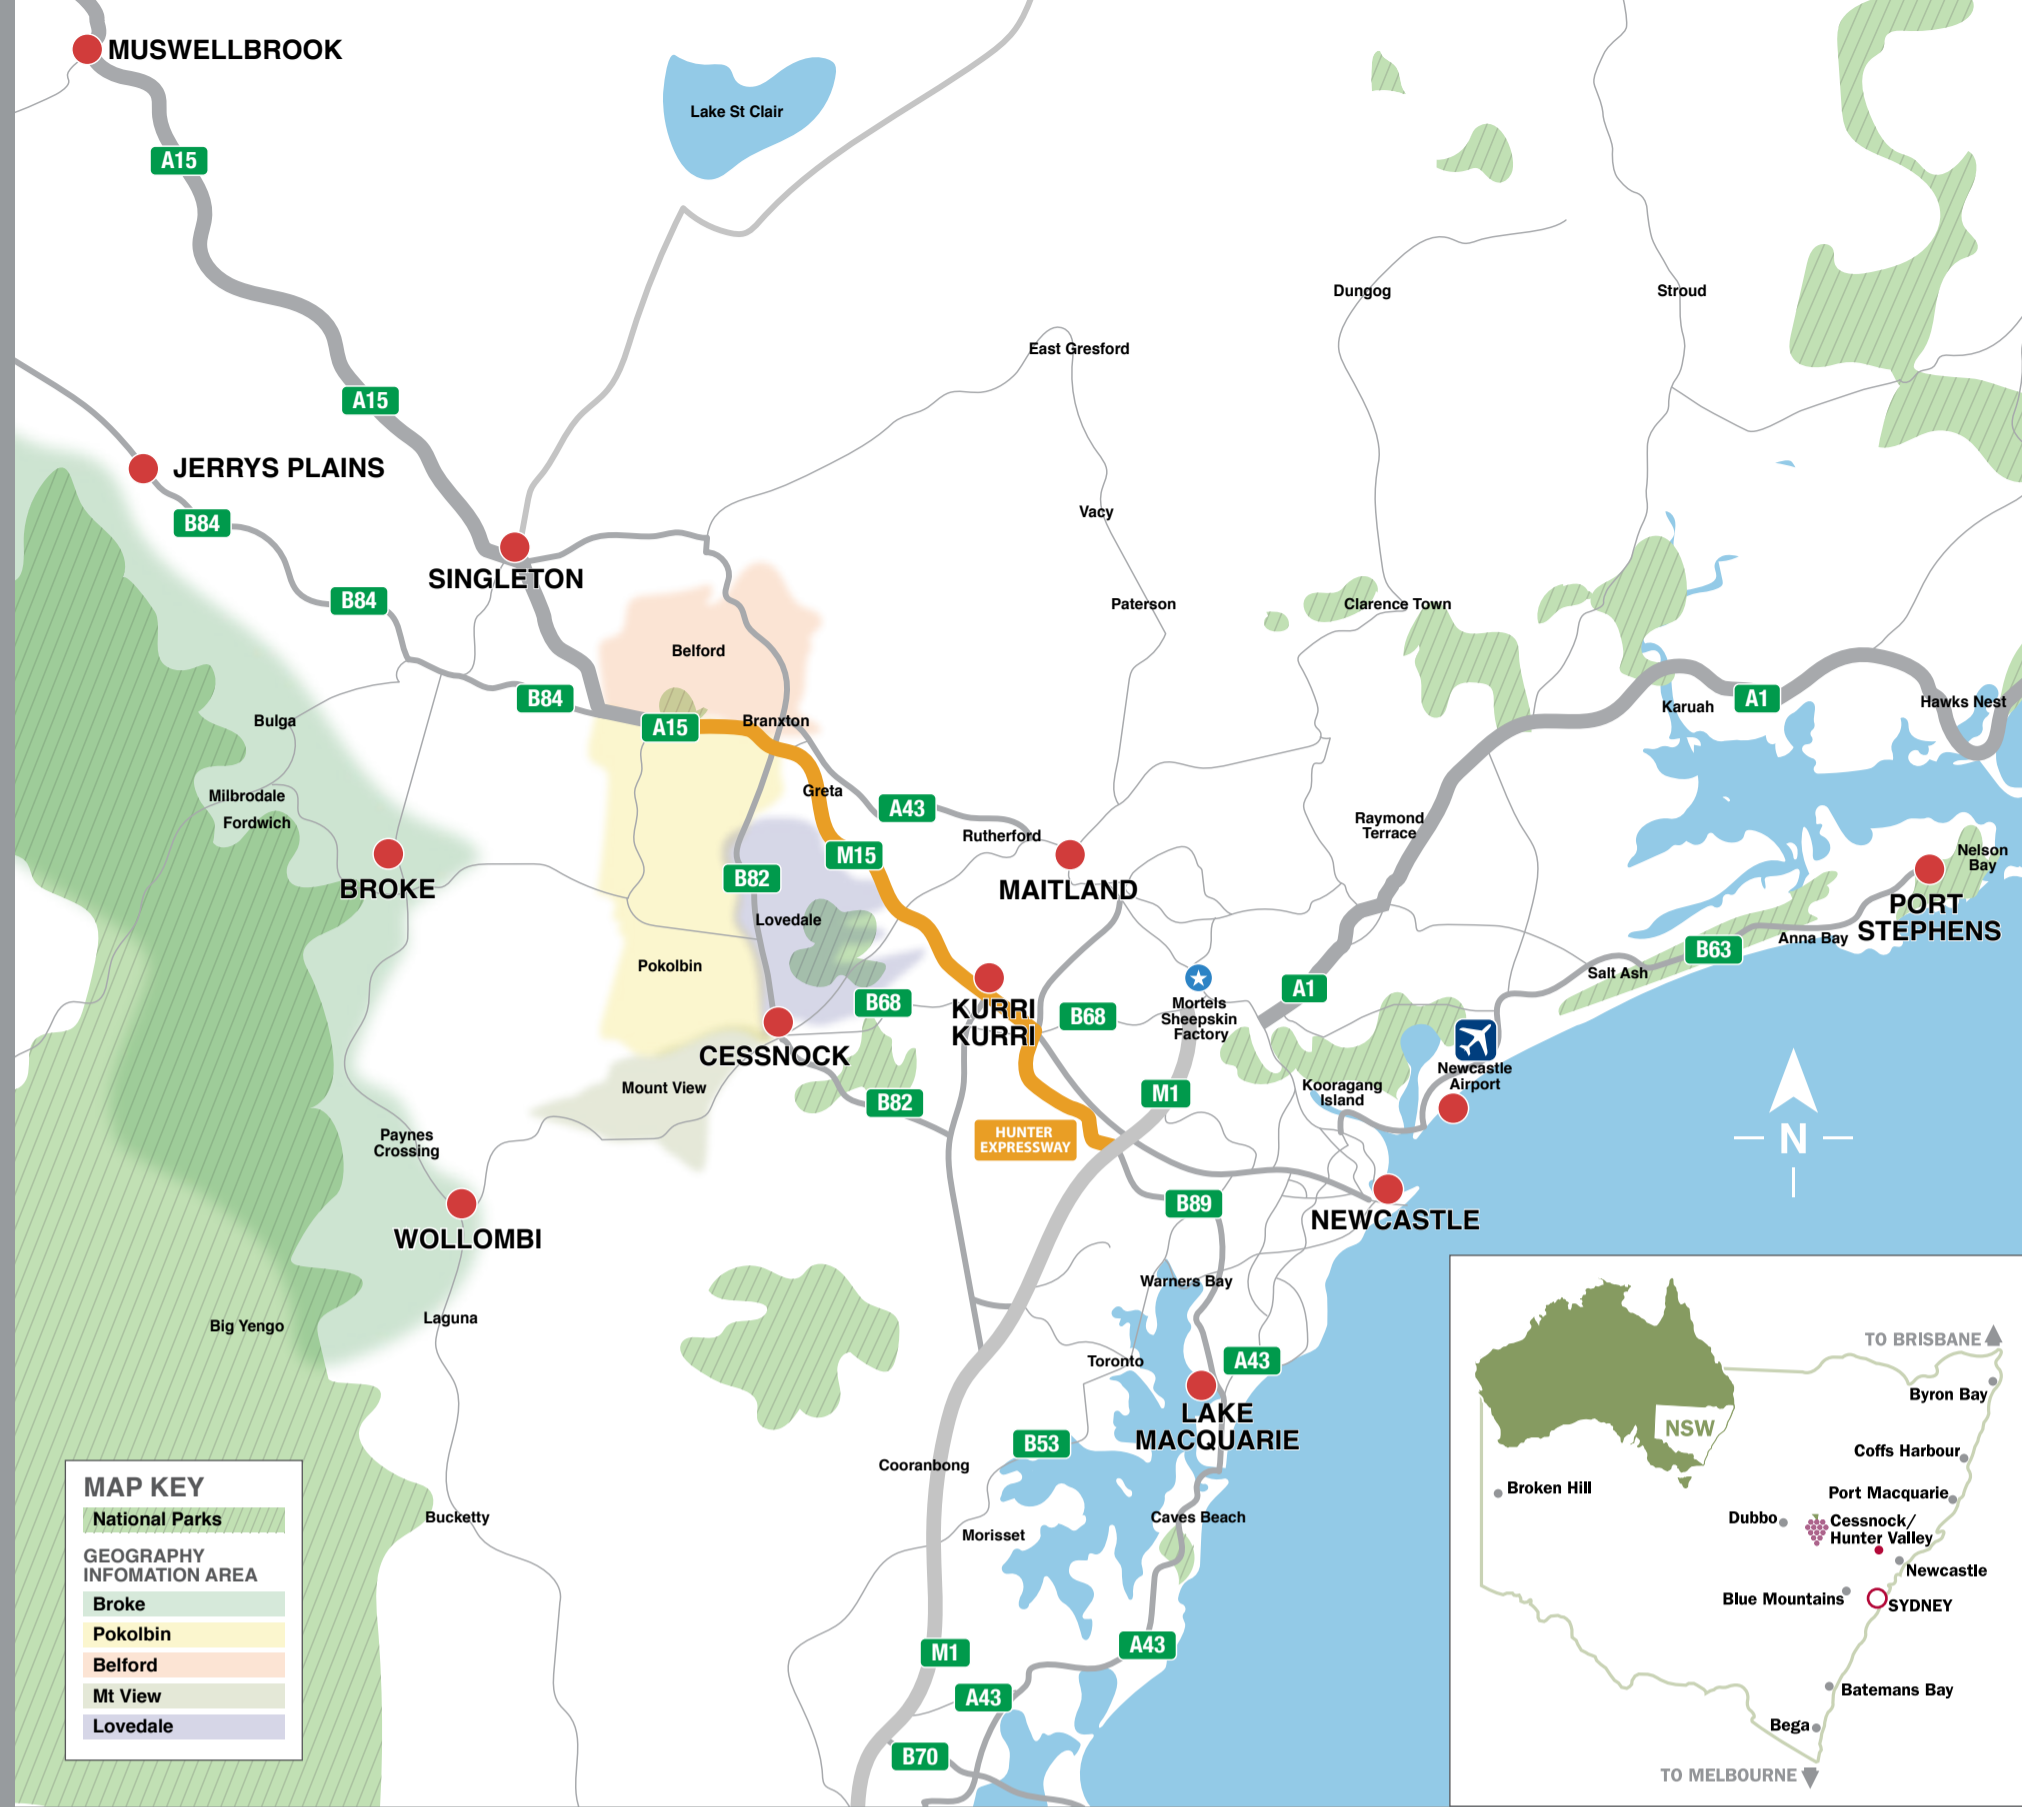 MUSWELLBROOK
Lake St Clair
A15
Dungog
Stroud
East Gresford
A15
JERRYS PLAINS
B84
Vacy
SINGLETON
B84
Paterson
Clarence Town
Belford
B84
A15
Branxton
Bulga
Karuah
A1
Hawks Nest
Milbrodale
Fordwich
Greta
A43
Rutherford
Raymond
Terrace
BROKE
B82
M15
MAITLAND
Nelson
Bay
PORT
STEPHENS
Lovedale
Anna Bay
B63
Salt Ash
Pokolbin
B68
KURRI
KURRI
B68
Mortels
Sheepskin
Factory
A1
CESSNOCK
Mount View
B82
M1
Kooragang
Island
Newcastle
Airport
N
HUNTER
EXPRESSWAY
Paynes
Crossing
WOLLOMBI
B89
NEWCASTLE
Warners Bay
Big Yengo
Laguna
Toronto
A43
LAKE
MACQUARIE
B53
Cooranbong
Bucketty
Morisset
Caves Beach
M1
A43
A43
B70
MAP KEY
National Parks
GEOGRAPHY
INFOMATION AREA
Broke
Pokolbin
Belford
Mt View
Lovedale
TO BRISBANE
Byron Bay
NSW
Coffs Harbour
Broken Hill
Port Macquarie
Dubbo
Cessnock/
Hunter Valley
Newcastle
Blue Mountains
SYDNEY
Batemans Bay
Bega
TO MELBOURNE